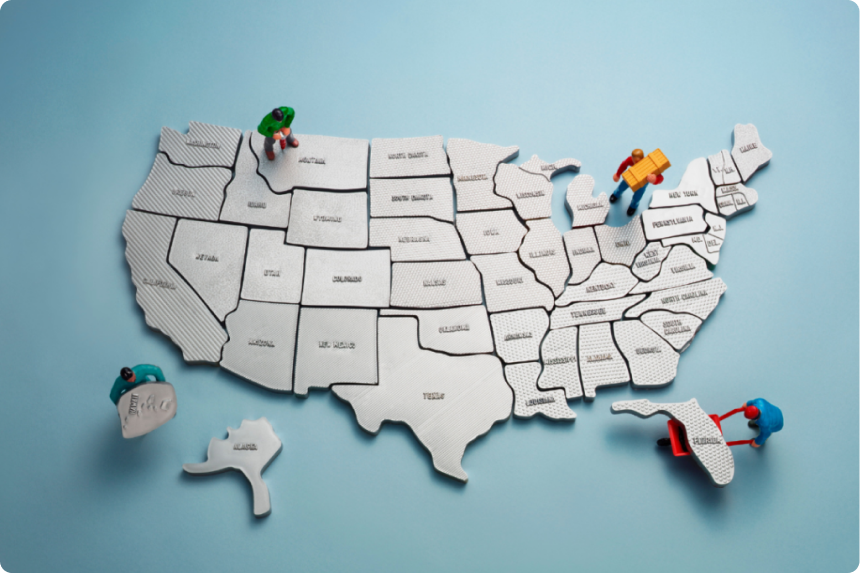 WASHINGTON
MONTANA
NORTH DAKOTA
MINNESOTA
MAINE
OREGON
IDAHO
SOUTH DAKOTA
WISCONSIN
MICHIGAN
NEW YORK
WYOMING
IOWA
PENNSYLVANIA
NEBRASKA
NEVADA
UTAH
COLORADO
ILLINOIS
INDIANA
OHIO
WEST
VIRGINIA
VIRGINIA
CALIFORNIA
KANSAS
MISSOURI
KENTUCKY
NORTH CAROLINA
TENNESSEE
ARIZONA
NEW MEXICO
OKLAHOMA
ARKANSAS
SOUTH
CAROLINA
MISSISSIPPI
ALABAMA
GEORGIA
TEXAS
LOUISIANA
ALASKA
FLORIDA